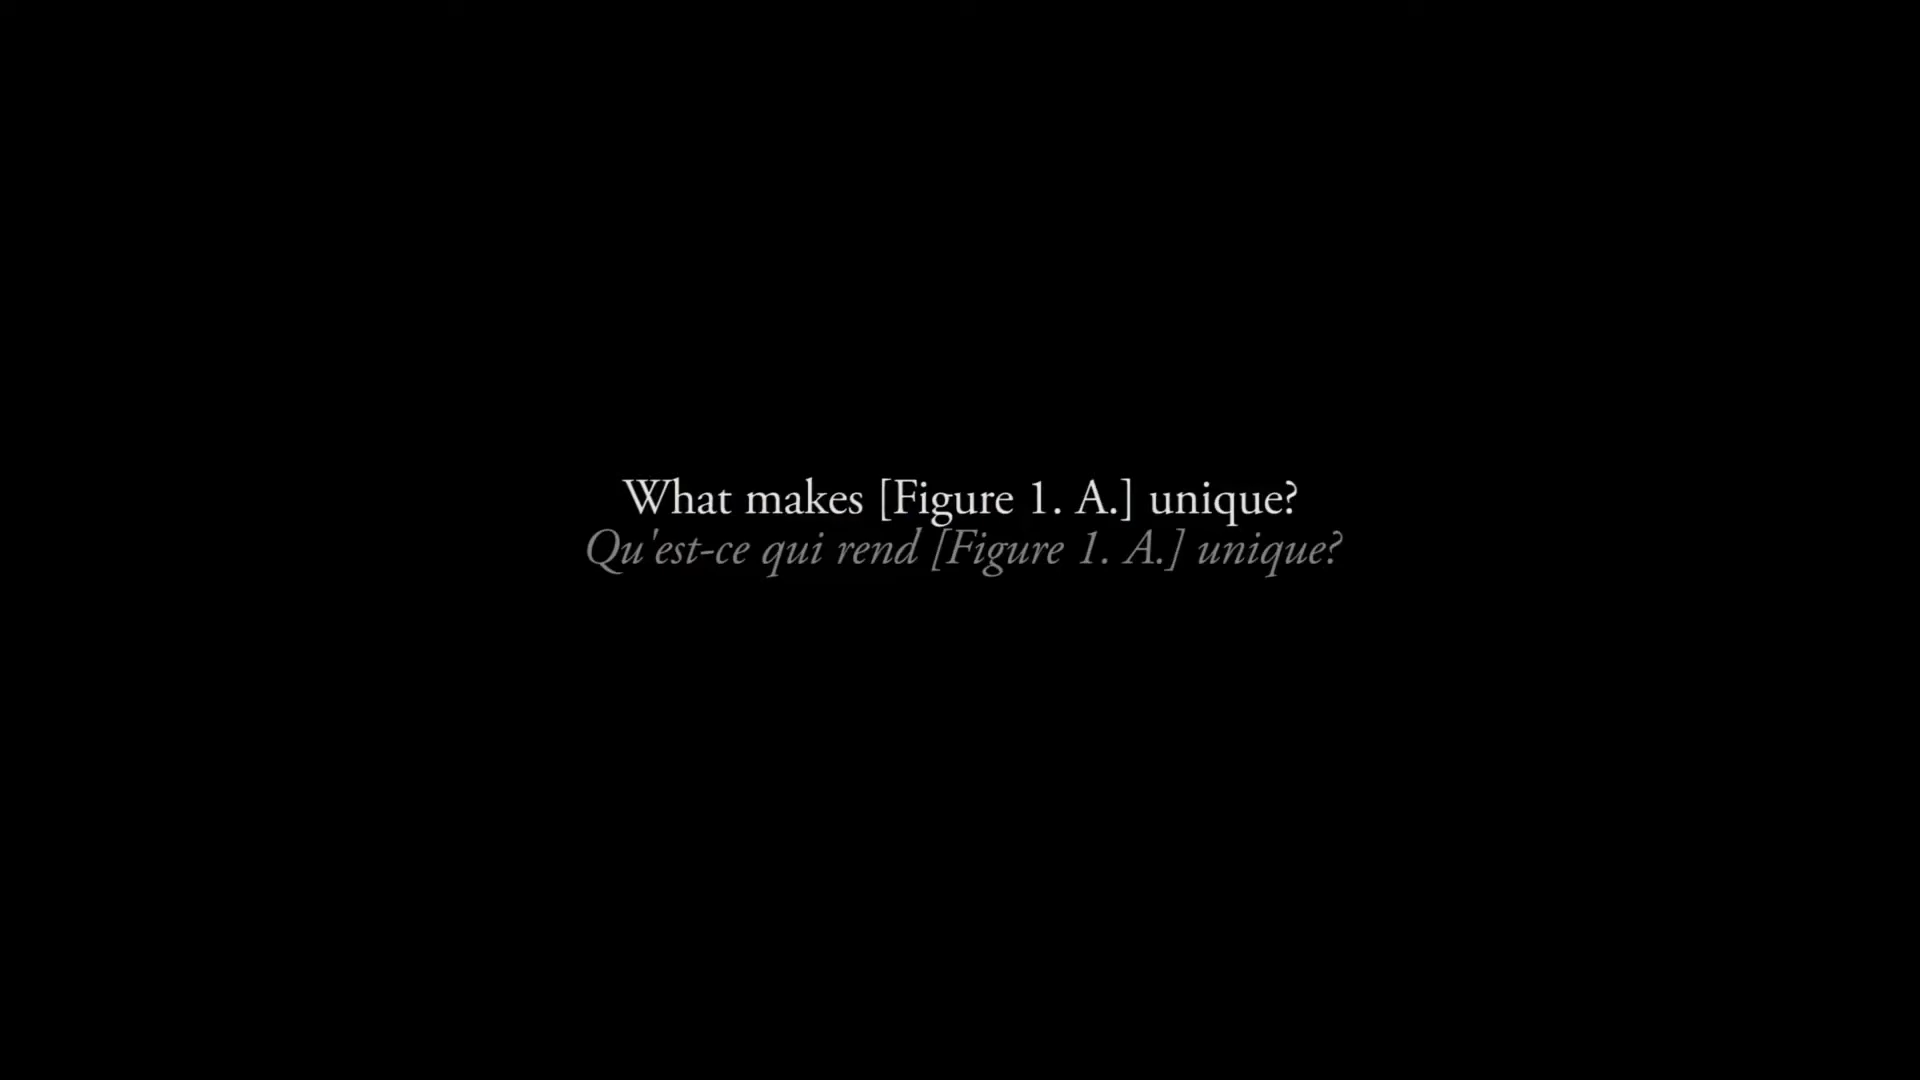 What makes [Figure 1. A.] unique?
Qu'est-ce qui rend [Figure 1. A.] unique?